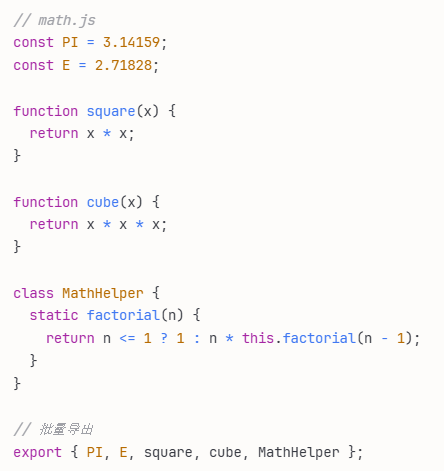 // math.js
const PI = 3.14159;
const E = 2.71828;

function square(x) {
  return x * x;
}

function cube(x) {
  return x * x * x;
}

class MathHelper {
  static factorial(n) {
    return n <= 1 ? 1 : n * this.factorial(n - 1);
  }
}

// 批量导出
export { PI, E, square, cube, MathHelper };